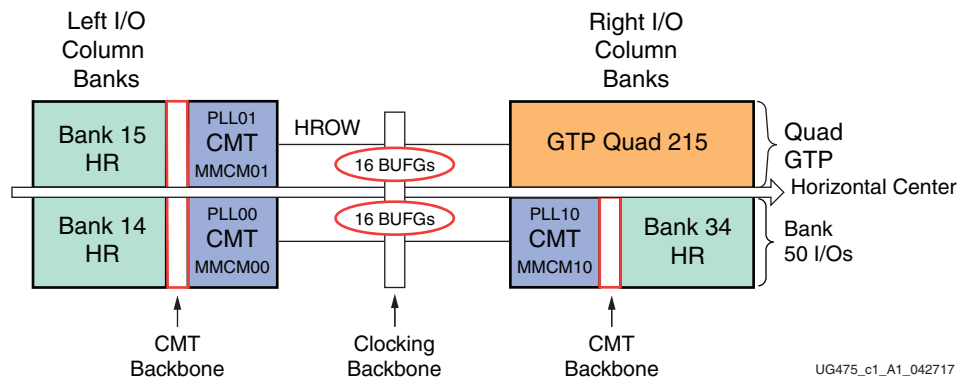 Left I/O
Column
Banks
Right I/O
Column
Banks
Bank 15
HR
PLL01
CMT
MMCM01
HROW
16 BUFGs
GTP Quad 215
Quad
GTP
Horizontal Center
Bank 14
HR
PLL00
CMT
MMCM00
16 BUFGs
PLL10
CMT
MMCM10
Bank 34
HR
Bank
50 I/Os
CMT
Backbone
Clocking
Backbone
CMT
Backbone
UG475_c1_A1_042717